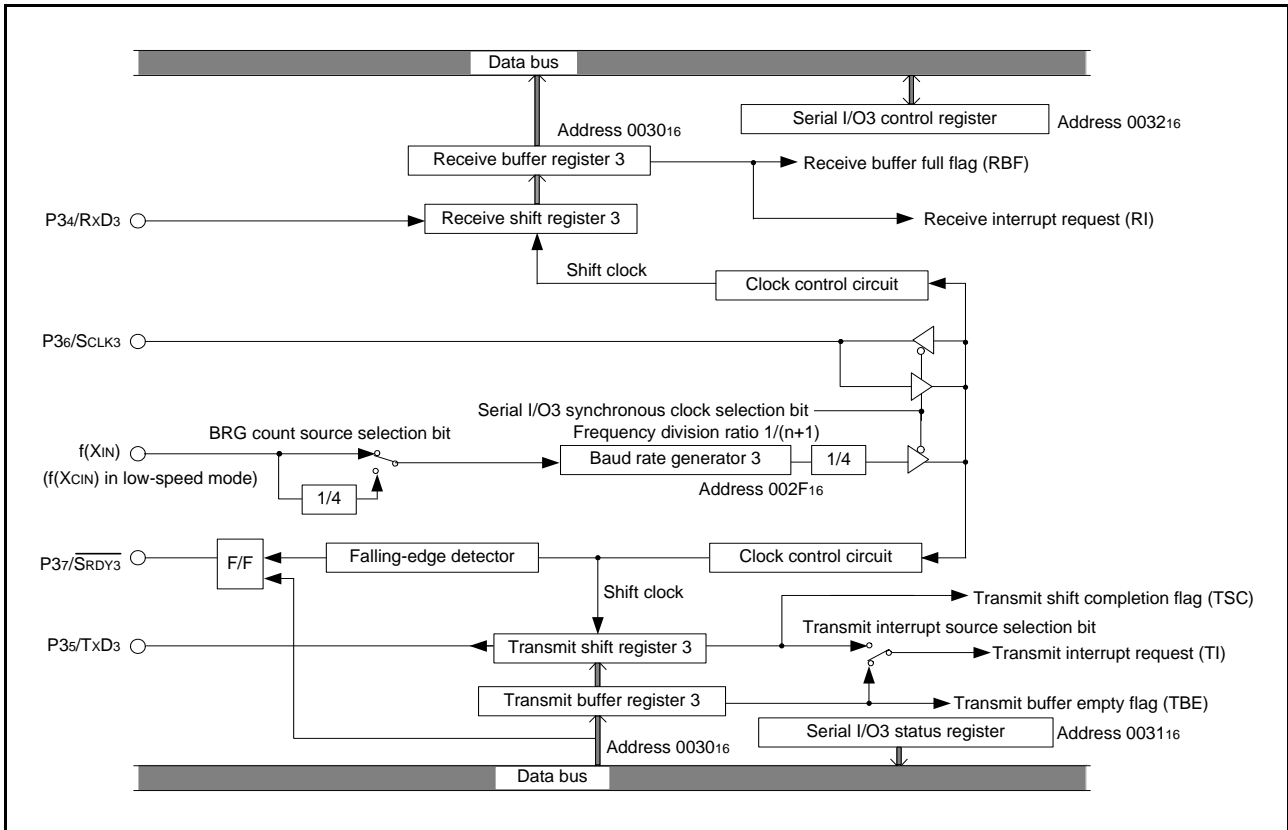 Data bus
Serial I/O3 control register
Address 003216
Address 003016
Receive buffer register 3
Receive buffer full flag (RBF)
P34/RXD3
Receive shift register 3
Receive interrupt request (RI)
Shift clock
Clock control circuit
P36/SCLK3
Serial I/O3 synchronous clock selection bit
BRG count source selection bit
Frequency division ratio 1/(n+1)
f(XIN)
Baud rate generator 3
1/4
(f(XCIN) in low-speed mode)
1/4
Address 002F16
P37/SRDY3
F/F
Falling-edge detector
Clock control circuit
Shift clock
Transmit shift completion flag (TSC)
Transmit interrupt source selection bit
P35/TXD3
Transmit shift register 3
Transmit interrupt request (TI)
Transmit buffer register 3
Transmit buffer empty flag (TBE)
Serial I/O3 status register
Address 003116
Address 003016
Data bus